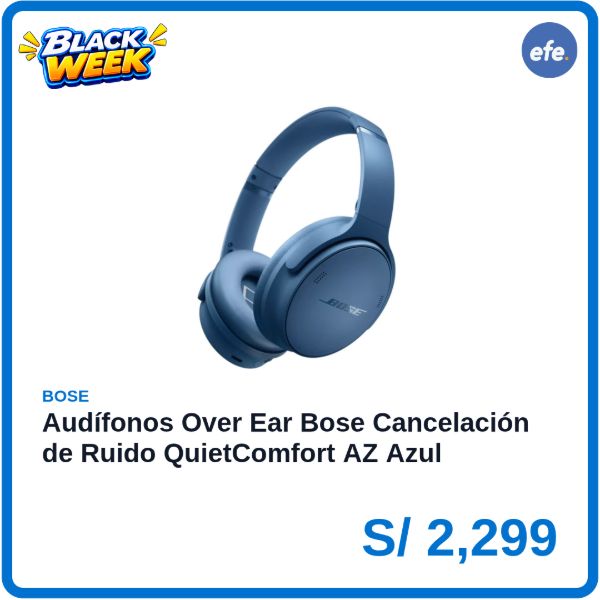 BLACK
WEEK
efe.
BOSE
BOSE
Audífonos Over Ear Bose Cancelación
de Ruido QuietComfort AZ Azul
S/ 2,299